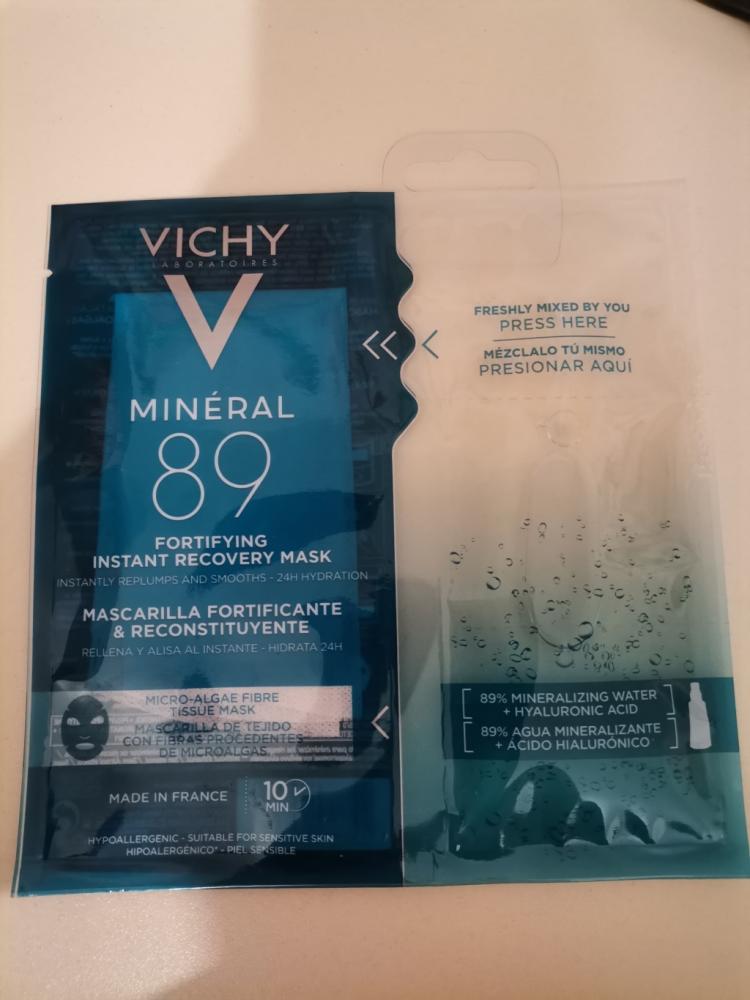 VICHY
LABORATOIRES
MINÉRAL
89
FORTIFYING
INSTANT RECOVERY MASK
INSTANTLY REPLUMPS AND SMOOTHS - 24H HYDRATION
MASCARILLA FORTIFICANTE
& RECONSTITUYENTE
RELLENA Y ALISA AL INSTANTE - HIDRATA 24H
MICRO-ALGAE FIBRE
TISSUE MASK
MASCARILLA DE TEJIDO
CON FIBRAS PROCEDENTES
DE MICROALGAS
MADE IN FRANCE
10
MIN
HYPOALLERGENIC - SUITABLE FOR SENSITIVE SKIN
HIPOALERGÉNICO* - PIEL SENSIBLE
FRESHLY MIXED BY YOU
PRESS HERE
MÉZCLALO TÚ MISMO
PRESIONAR AQUÍ
89% MINERALIZING WATER
+ HYALURONIC ACID
89% AGUA MINERALIZANTE
+ ÁCIDO HIALURÓNICO